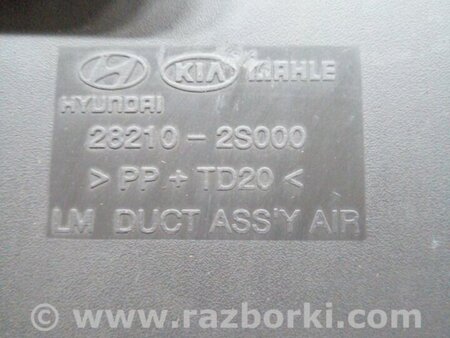 KIA MAHLE
HYUNDAI
28210-2S000
> PP + TD20 <
LM DUCT ASS'Y AIR
© www.razborki.com